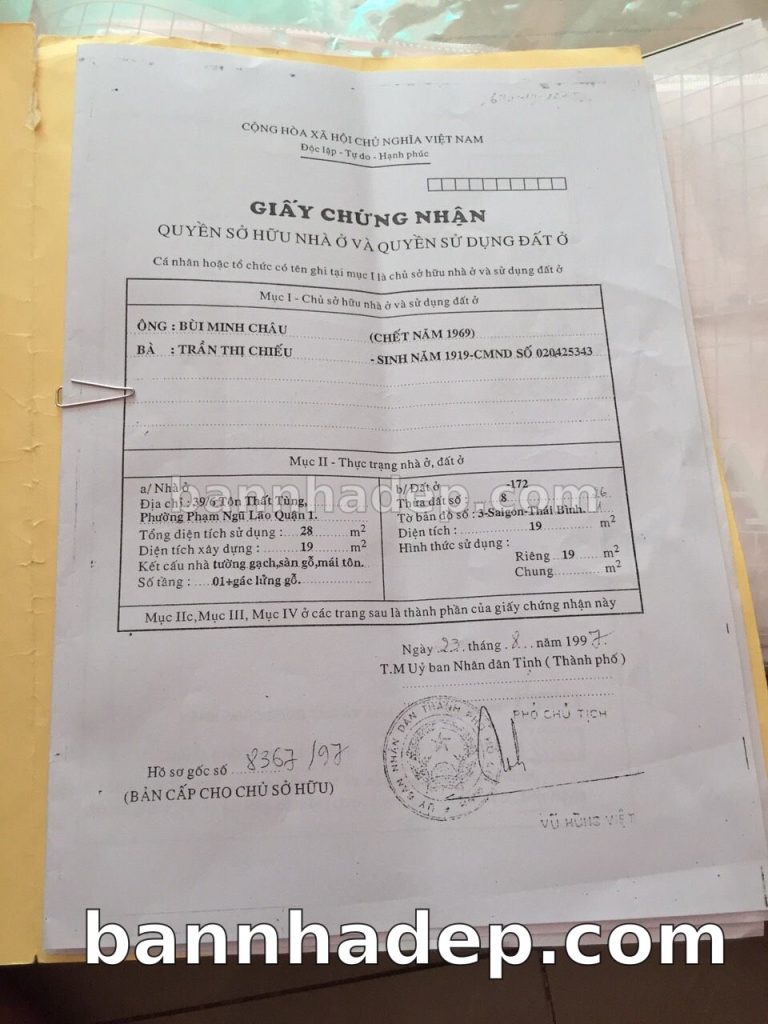 CỘNG HÒA XÃ HỘI CHỦ NGHĨA VIỆT NAM
Độc lập - Tự do - Hạnh phúc
GIẤY CHỨNG NHẬN
QUYỀN SỞ HỮU NHÀ Ở VÀ QUYỀN SỬ DỤNG ĐẤT Ở
Cá nhân hoặc tổ chức có tên ghi tại mục I là chủ sở hữu nhà ở và sử dụng đất ở
Mục I - Chủ sở hữu nhà ở và sử dụng đất ở
ÔNG : BÙI MINH CHÂU (CHẾT NĂM 1969)
BÀ : TRẦN THỊ CHIẾU - SINH NĂM 1919-CMND SỐ 020425343
Mục II - Thực trạng nhà ở, đất ở
a/ Nhà ở
Địa chỉ : 39/6 Tôn Thất Tùng,
Phường Phạm Ngũ Lão Quận 1.
Tổng diện tích sử dụng : 28 m2
Diện tích xây dựng : 19 m2
Kết cấu nhà tường gạch,sàn gỗ,mái tôn.
Số tầng : 01+gác lửng gỗ.
b/ Đất ở -172
Thửa đất số 8
Tờ bản đồ số : 3-Saigon-Thái Bình.
Diện tích : 19 m2
Hình thức sử dụng :
Riêng 19 m2
Chung m2
bannhadep.com
Mục IIc,Mục III, Mục IV ở các trang sau là thành phần của giấy chứng nhận này
Ngày 23 tháng 8 năm 1997
T.M Uỷ ban Nhân dân Tỉnh ( Thành phố )
PHÓ CHỦ TỊCH
Hồ sơ gốc số 8367/97
(BẢN CẤP CHO CHỦ SỞ HỮU)
VŨ HÙNG VIỆT
bannhadep.com